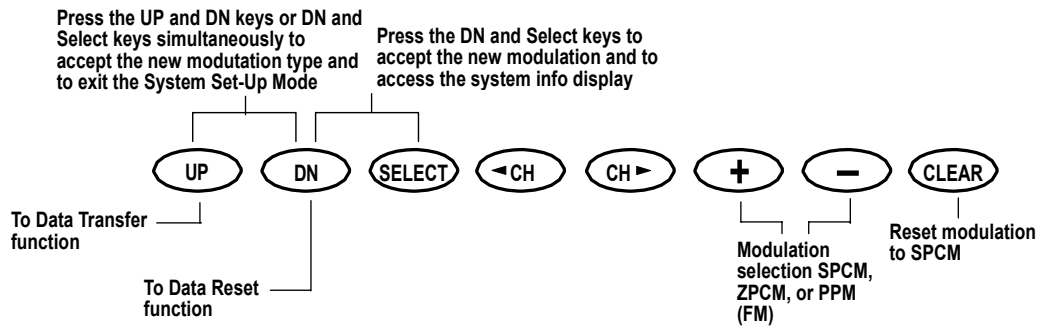 Press the UP and DN keys or DN and
Select keys simultaneously to
accept the new modutation type and
to exit the System Set-Up Mode
Press the DN and Select keys to
accept the new modulation and to
access the system info display
UP
DN
SELECT
◄CH
CH►
+
–
CLEAR
To Data Transfer
function
To Data Reset
function
Modulation
selection SPCM,
ZPCM, or PPM
(FM)
Reset modulation
to SPCM